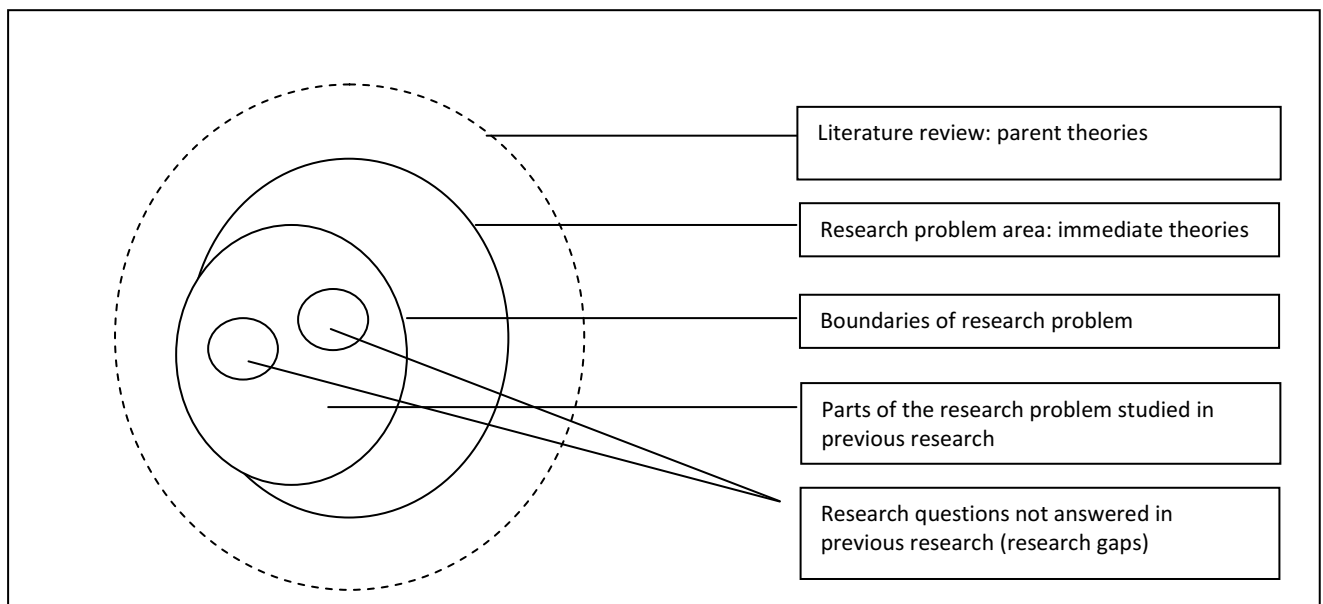 Literature review: parent theories
Research problem area: immediate theories
Boundaries of research problem
Parts of the research problem studied in
previous research
Research questions not answered in
previous research (research gaps)